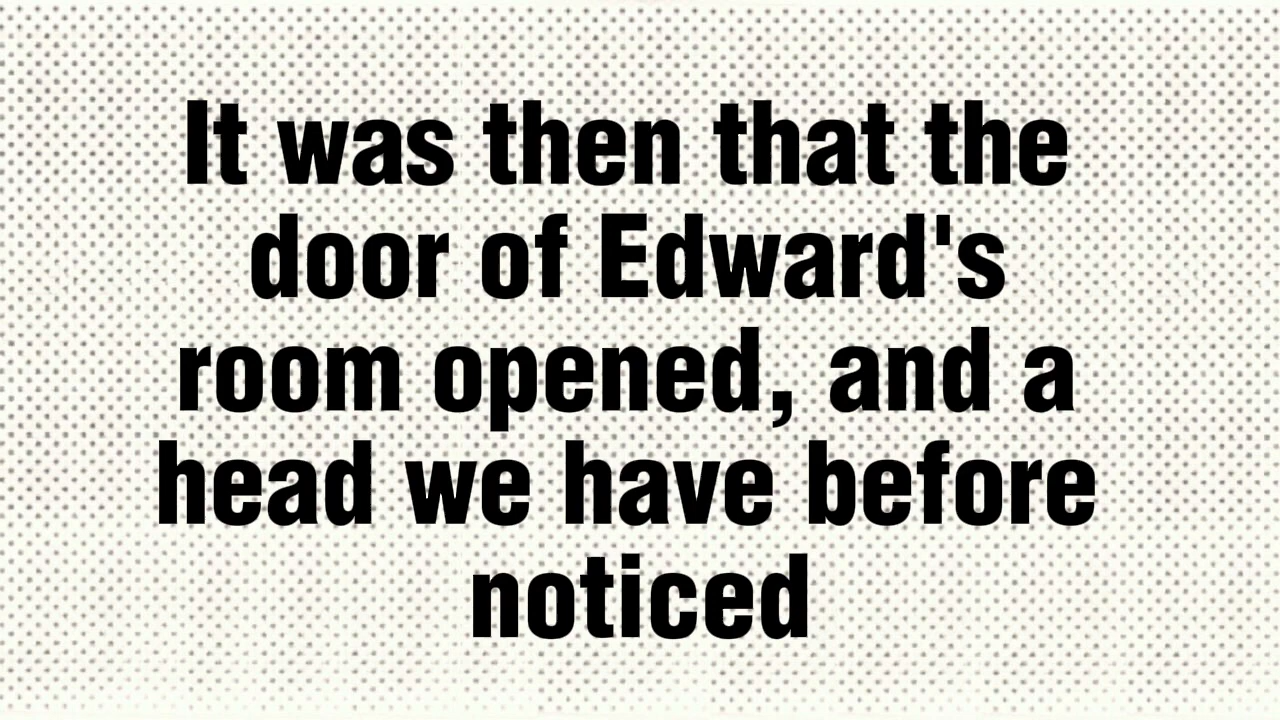 It was then that the
door of Edward's
room opened, and a
head we have before
noticed